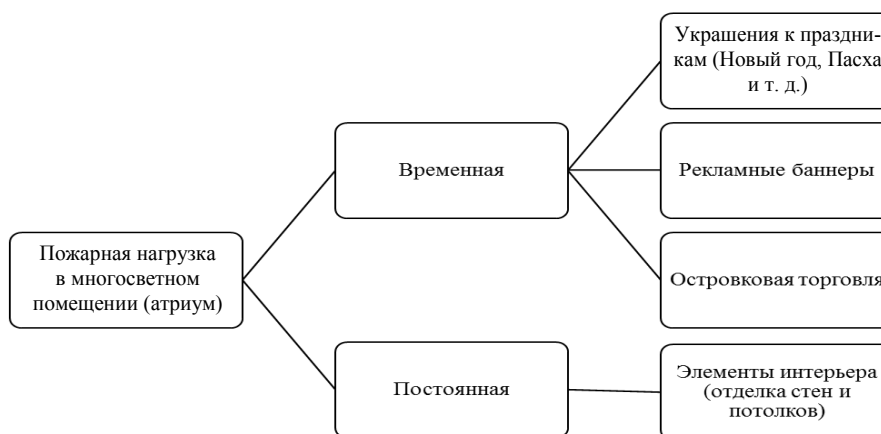 Украшения к праздни-
кам (Новый год, Пасха
и т. д.)
Временная
Рекламные баннеры
Пожарная нагрузка
в многосветном
помещении (атриум)
Островковая торговля
Постоянная
Элементы интерьера
(отделка стен и
потолков)